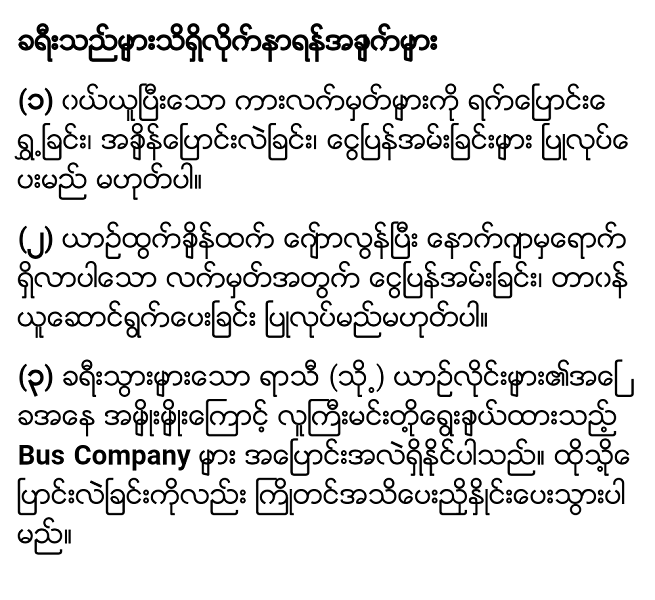 ခရီးသည်များသိရှိလိုက်နာရန်အချက်များ
(၁) ဝယ်ယူပြီးသော ကားလက်မှတ်များကို ရက်ပြောင်းေ
ရွှ့ခြင်း၊ အချိန်ပြောင်းလဲခြင်း၊ ငွေပြန်အမ်းခြင်းများ ပြုလုပ်ေ
ပးမည် မဟုတ်ပါ။
(၂) ယာဉ်ထွက်ချိန်ထက် ကျော်လွန်ပြီး နောက်ကျမှရောက်
ရှိလာပါသော လက်မှတ်အတွက် ငွေပြန်အမ်းခြင်း၊ တာဝန်
ယူဆောင်ရွက်ပေးခြင်း ပြုလုပ်မည်မဟုတ်ပါ။
(၃) ခရီးသွားများသော ရာသီ (သို့) ယာဉ်လိုင်းများ၏အခြေ
ခအနေ အမျိုးမျိုးကြောင့် လူကြီးမင်းတို့ရွေးချယ်ထားသည့်
Bus Company များ အပြောင်းအလဲရှိနိုင်ပါသည်။ ထိုသို့ေ
ပြာင်းလဲခြင်းကိုလည်း ကြိုတင်အသိပေးညှိုနှိုင်းပေးသွားပါ
မည်။